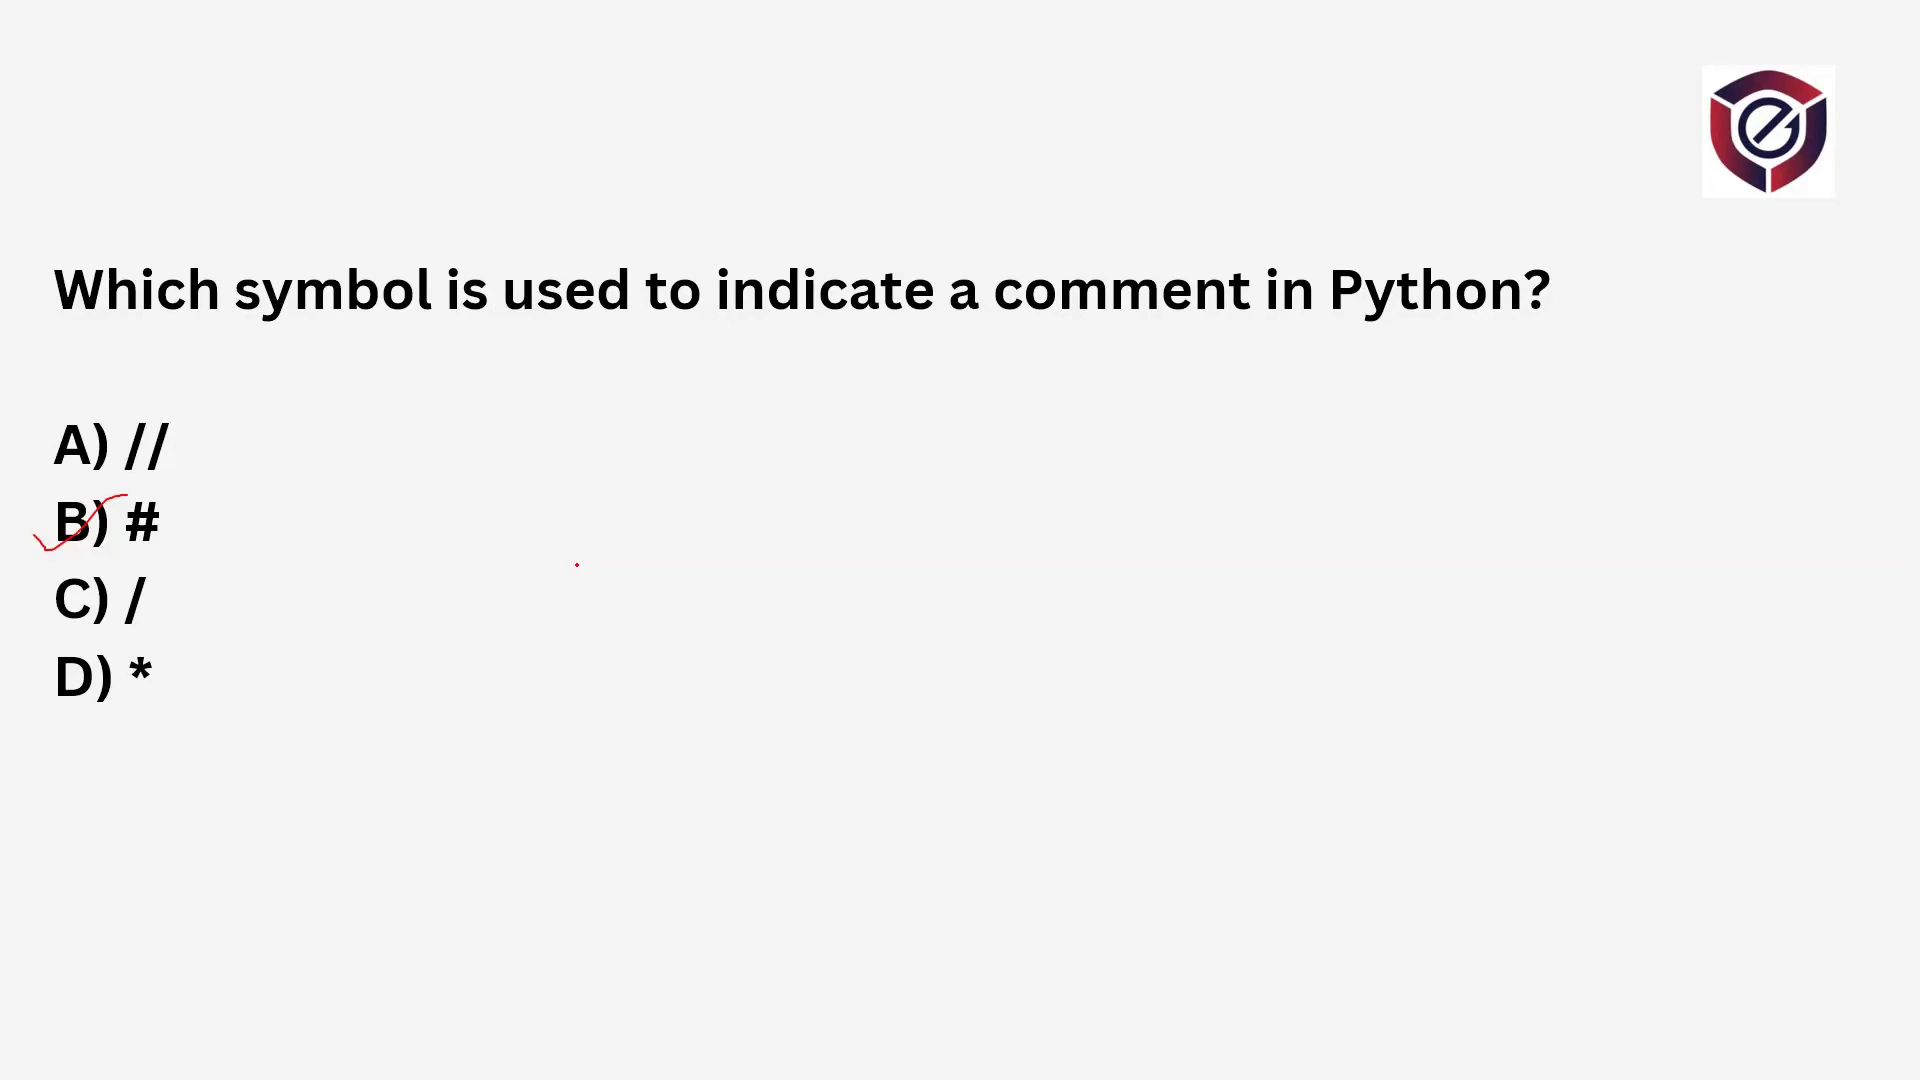 Which symbol is used to indicate a comment in Python?
A) //
B) #
C) /
D) *